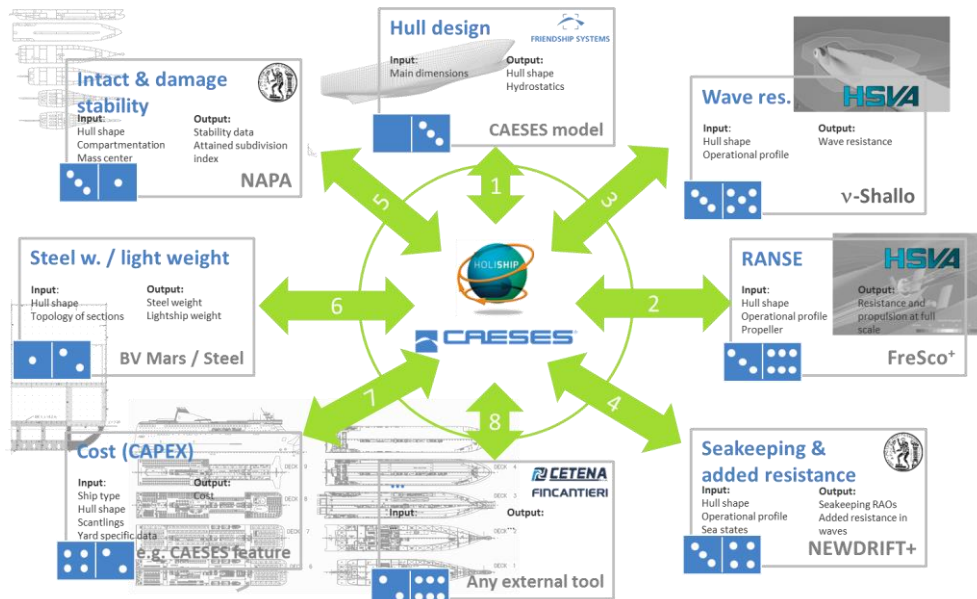 Hull design
FRIENDSHIP SYSTEMS
Input:
Main dimensions
Output:
Hull shape
Hydrostatics
CAESES model
Intact & damage
stability
Input:
Hull shape
Compartmentation
Mass center
Output:
Stability data
Attained subdivision
index
NAPA
Wave res.
HSVA
Input:
Hull shape
Operational profile
Output:
Wave resistance
ν-Shallo
5
1
3
HOLISHIP
CAESES
Steel w. / light weight
Input:
Hull shape
Topology of sections
Output:
Steel weight
Lightship weight
BV Mars / Steel
6
2
RANSE
HSVA
Input:
Hull shape
Operational profile
Propeller
Output:
Resistance and
propulsion at full
scale
FreSco+
7
8
4
Cost (CAPEX)
Input:
Ship type
Hull shape
Scantlings
Yard specific data
Output:
Cost
e.g. CAESES feature
CETENA
FINCANTIERI
Input:
...
Output:
...
Any external tool
Seakeeping &
added resistance
Input:
Hull shape
Operational profile
Sea states
Output:
Seakeeping RAOs
Added resistance in
waves
NEWDRIFT+
DECK 4